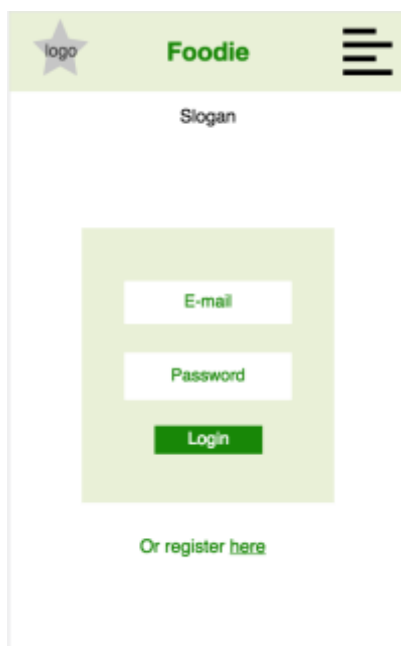 logo
Foodie
Slogan
E-mail
Password
Login
Or register here